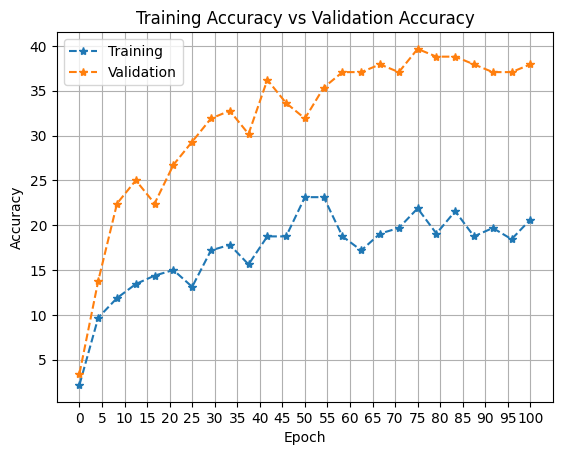 Training Accuracy vs Validation Accuracy
Training
Validation
40
35
30
25
20
15
10
5
Accuracy
0 5 10 15 20 25 30 35 40 45 50 55 60 65 70 75 80 85 90 95 100
Epoch